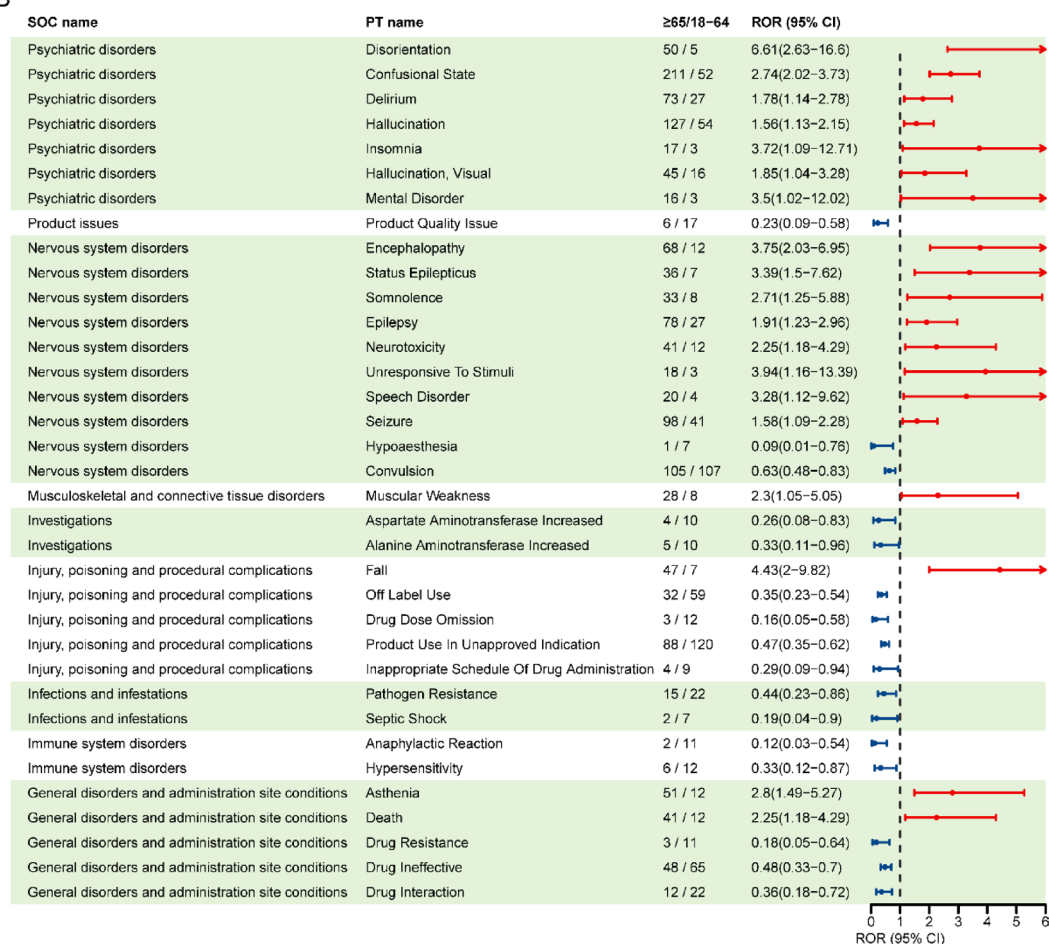 SOC name PT name ≥65/18−64 ROR (95% CI)
Psychiatric disorders Disorientation 50 / 5 6.61(2.63−16.6)
Psychiatric disorders Confusional State 211 / 52 2.74(2.02−3.73)
Psychiatric disorders Delirium 73 / 27 1.78(1.14−2.78)
Psychiatric disorders Hallucination 127 / 54 1.56(1.13−2.15)
Psychiatric disorders Insomnia 17 / 3 3.72(1.09−12.71)
Psychiatric disorders Hallucination, Visual 45 / 16 1.85(1.04−3.28)
Psychiatric disorders Mental Disorder 16 / 3 3.5(1.02−12.02)
Product issues Product Quality Issue 6 / 17 0.23(0.09−0.58)
Nervous system disorders Encephalopathy 68 / 12 3.75(2.03−6.95)
Nervous system disorders Status Epilepticus 36 / 7 3.39(1.5−7.62)
Nervous system disorders Somnolence 33 / 8 2.71(1.25−5.88)
Nervous system disorders Epilepsy 78 / 27 1.91(1.23−2.96)
Nervous system disorders Neurotoxicity 41 / 12 2.25(1.18−4.29)
Nervous system disorders Unresponsive To Stimuli 18 / 3 3.94(1.16−13.39)
Nervous system disorders Speech Disorder 20 / 4 3.28(1.12−9.62)
Nervous system disorders Seizure 98 / 41 1.58(1.09−2.28)
Nervous system disorders Hypoaesthesia 1 / 7 0.09(0.01−0.76)
Nervous system disorders Convulsion 105 / 107 0.63(0.48−0.83)
Musculoskeletal and connective tissue disorders Muscular Weakness 28 / 8 2.3(1.05−5.05)
Investigations Aspartate Aminotransferase Increased 4 / 10 0.26(0.08−0.83)
Investigations Alanine Aminotransferase Increased 5 / 10 0.33(0.11−0.96)
Injury, poisoning and procedural complications Fall 47 / 7 4.43(2−9.82)
Injury, poisoning and procedural complications Off Label Use 32 / 59 0.35(0.23−0.54)
Injury, poisoning and procedural complications Drug Dose Omission 3 / 12 0.16(0.05−0.58)
Injury, poisoning and procedural complications Product Use In Unapproved Indication 88 / 120 0.47(0.35−0.62)
Injury, poisoning and procedural complications Inappropriate Schedule Of Drug Administration 4 / 9 0.29(0.09−0.94)
Infections and infestations Pathogen Resistance 15 / 22 0.44(0.23−0.86)
Infections and infestations Septic Shock 2 / 7 0.19(0.04−0.9)
Immune system disorders Anaphylactic Reaction 2 / 11 0.12(0.03−0.54)
Immune system disorders Hypersensitivity 6 / 12 0.33(0.12−0.87)
General disorders and administration site conditions Asthenia 51 / 12 2.8(1.49−5.27)
General disorders and administration site conditions Death 41 / 12 2.25(1.18−4.29)
General disorders and administration site conditions Drug Resistance 3 / 11 0.18(0.05−0.64)
General disorders and administration site conditions Drug Ineffective 48 / 65 0.48(0.33−0.7)
General disorders and administration site conditions Drug Interaction 12 / 22 0.36(0.18−0.72)
0 1 2 3 4 5 6
ROR (95% CI)